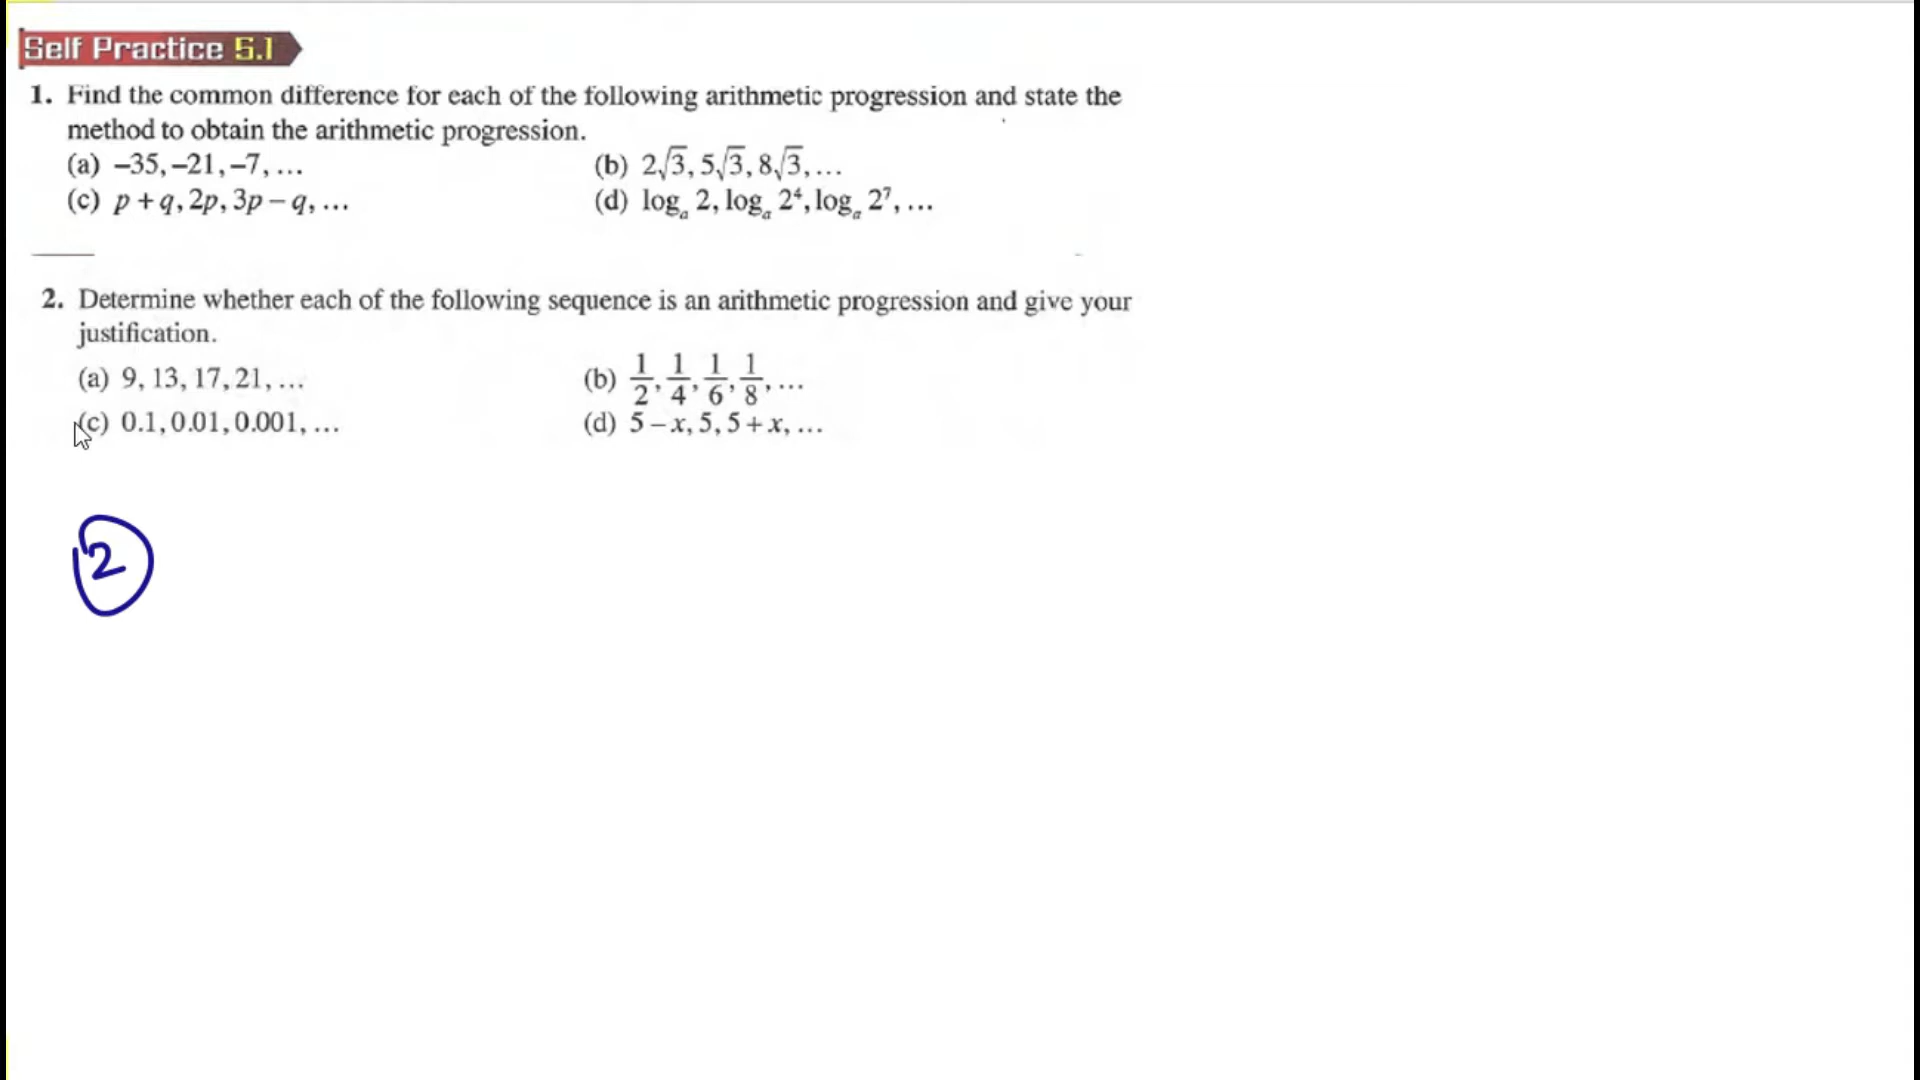 Self Practice 5.1
1. Find the common difference for each of the following arithmetic progression and state the
method to obtain the arithmetic progression.
(a) –35, –21, –7, … (b) 2√3, 5√3, 8√3, …
(c) p + q, 2p, 3p – q, … (d) logₐ 2, logₐ 2⁴, logₐ 2⁷, …
2. Determine whether each of the following sequence is an arithmetic progression and give your
justification.
(a) 9, 13, 17, 21, … (b) 1/2, 1/4, 1/6, 1/8, …
(c) 0.1, 0.01, 0.001, … (d) 5 – x, 5, 5 + x, …
2